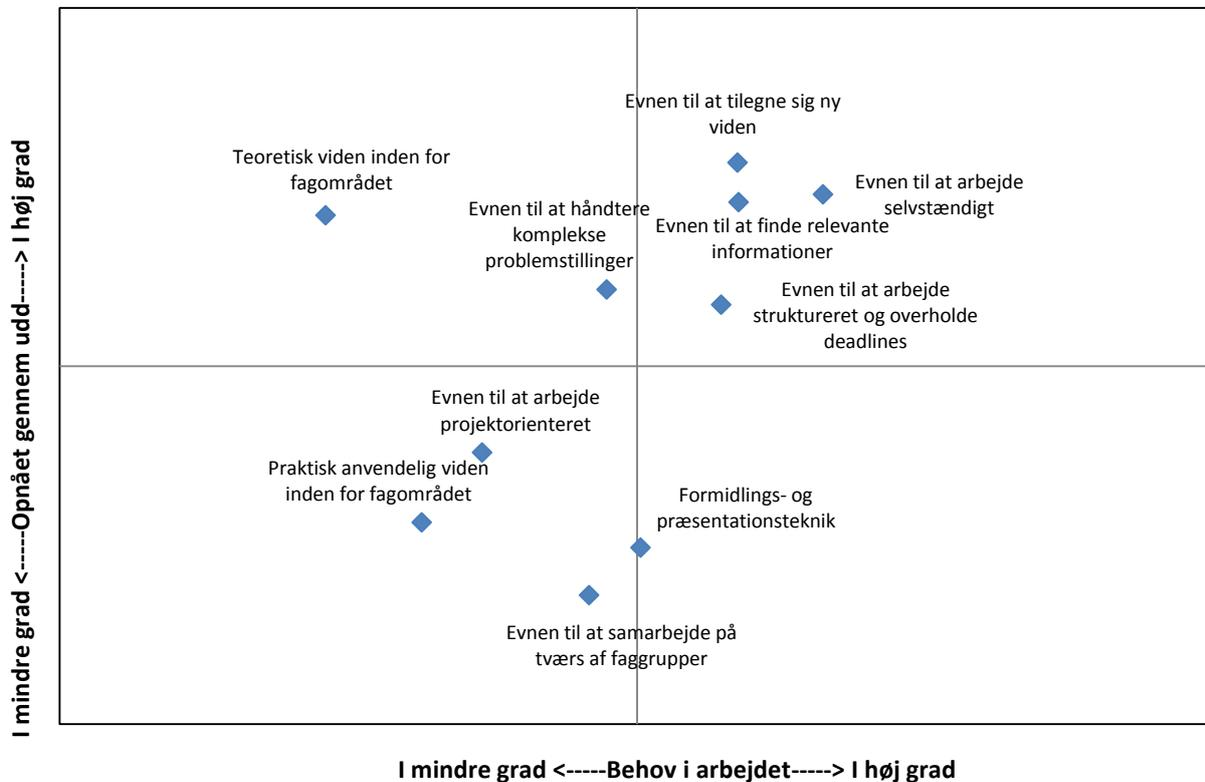 I mindre grad <-----Opnået gennem udd-----> I høj grad
Evnen til at tilegne sig ny
viden
Teoretisk viden inden for
fagområdet
Evnen til at arbejde
selvstændigt
Evnen til at håndtere
komplekse
problemstillinger
Evnen til at finde relevante
informationer
Evnen til at arbejde
struktureret og overholde
deadlines
Evnen til at arbejde
projektorienteret
Praktisk anvendelig viden
inden for fagområdet
Formidlings- og
præsentationsteknik
Evnen til at samarbejde på
tværs af faggrupper
I mindre grad <-----Behov i arbejdet-----> I høj grad